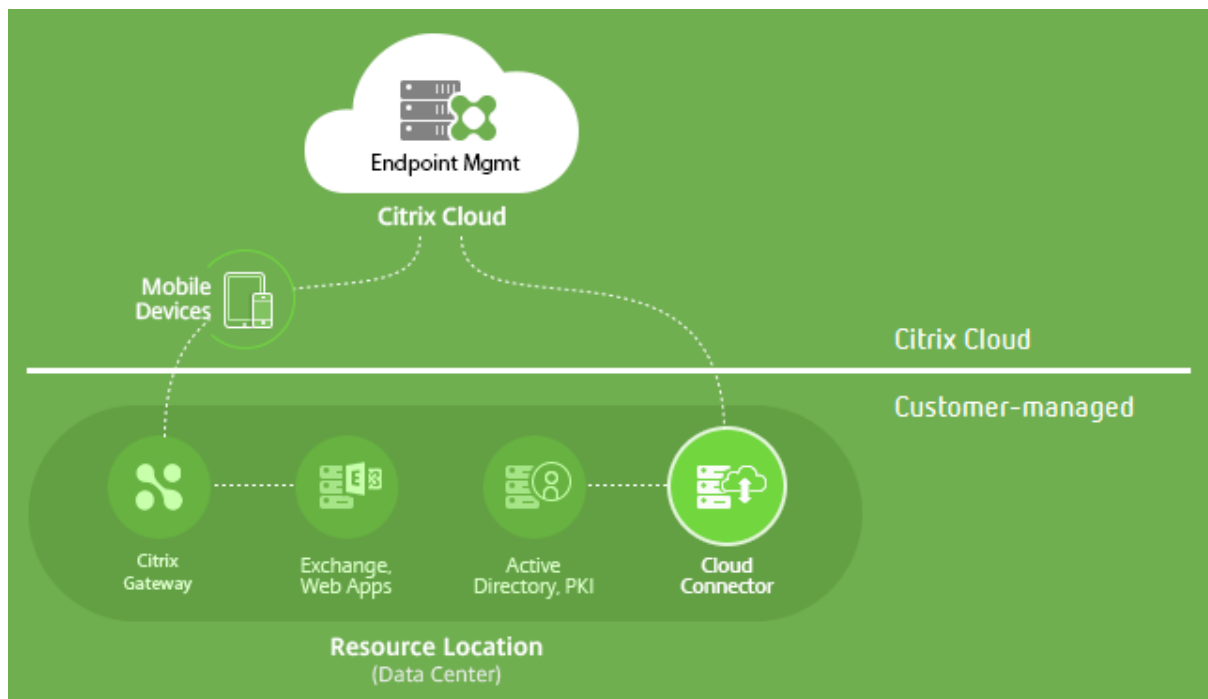 Endpoint Mgmt
Citrix Cloud
Mobile
Devices
Citrix Cloud
Customer-managed
Citrix
Gateway
Exchange,
Web Apps
Active
Directory, PKI
Cloud
Connector
Resource Location
(Data Center)